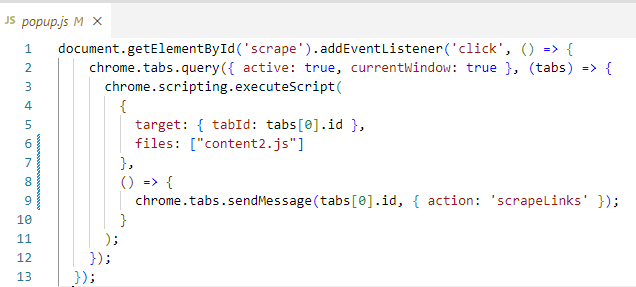 JS popup.js M ×
1 document.getElementById('scrape').addEventListener('click', () => {
2 chrome.tabs.query({ active: true, currentWindow: true }, (tabs) => {
3 chrome.scripting.executeScript(
4 {
5 target: { tabId: tabs[0].id },
6 files: ["content2.js"]
7 },
8 () => {
9 chrome.tabs.sendMessage(tabs[0].id, { action: 'scrapeLinks' });
10 }
11 );
12 });
13 });